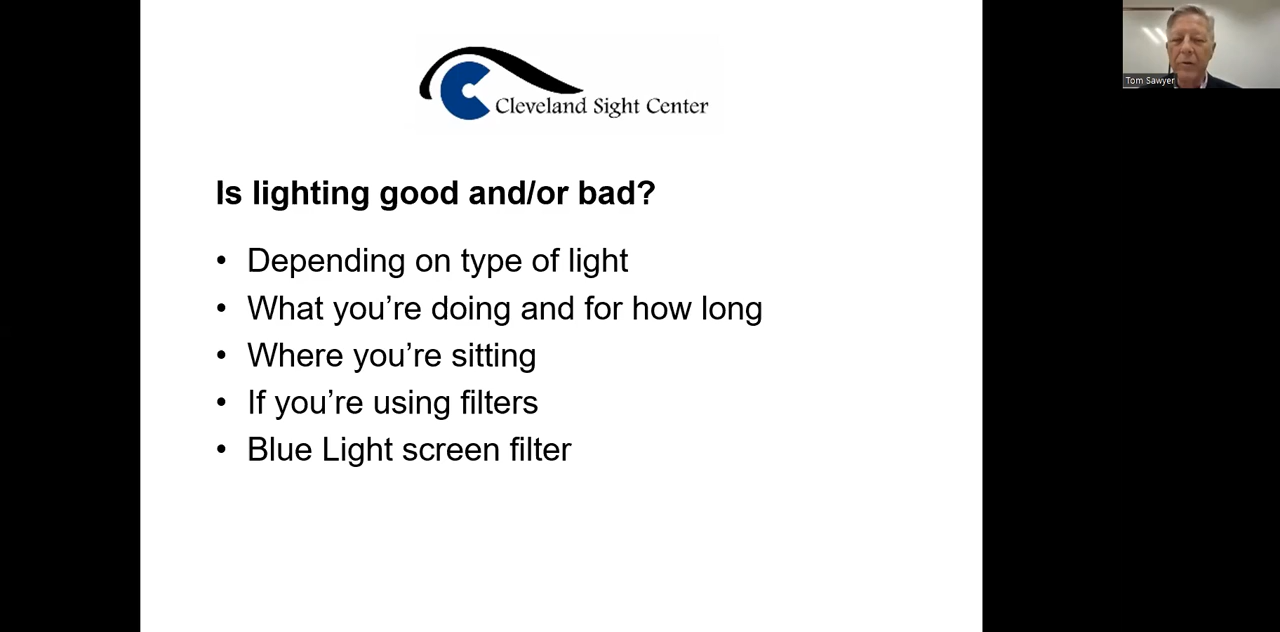 Cleveland Sight Center
Tom Sawyer
Is lighting good and/or bad?
• Depending on type of light
• What you’re doing and for how long
• Where you’re sitting
• If you’re using filters
• Blue Light screen filter